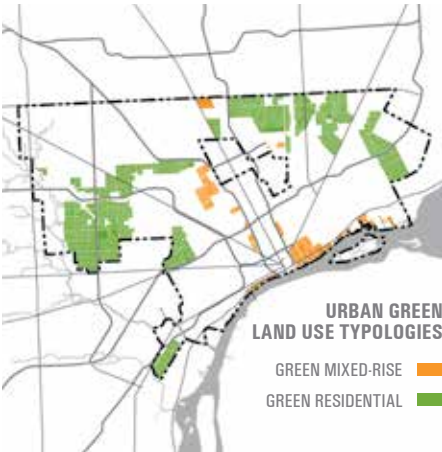 URBAN GREEN
LAND USE TYPOLOGIES
GREEN MIXED-RISE
GREEN RESIDENTIAL